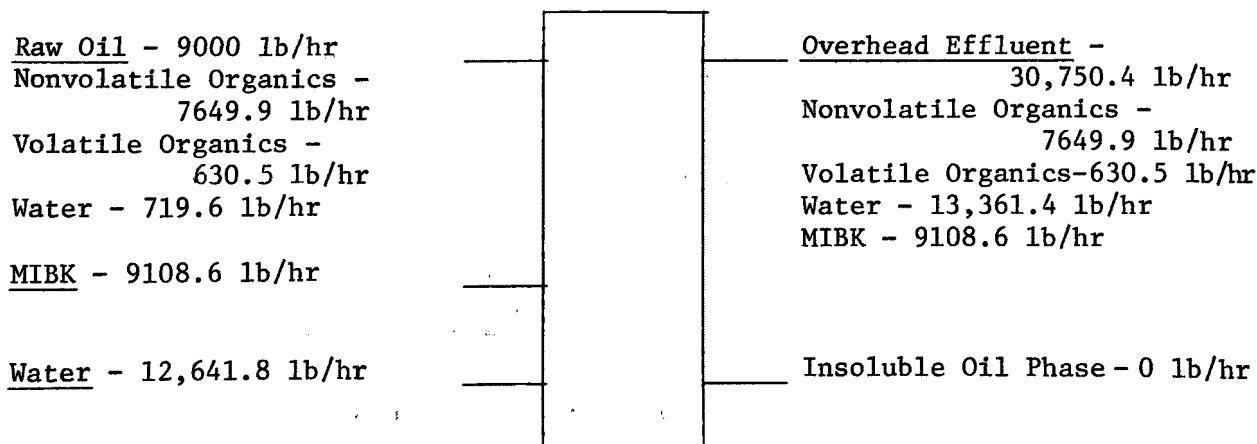 Raw Oil - 9000 lb/hr
Nonvolatile Organics -
7649.9 lb/hr
Volatile Organics -
630.5 lb/hr
Water - 719.6 lb/hr
MIBK - 9108.6 lb/hr
Water - 12,641.8 lb/hr
Overhead Effluent -
30,750.4 lb/hr
Nonvolatile Organics -
7649.9 lb/hr
Volatile Organics-630.5 lb/hr
Water - 13,361.4 lb/hr
MIBK - 9108.6 lb/hr
Insoluble Oil Phase - 0 lb/hr